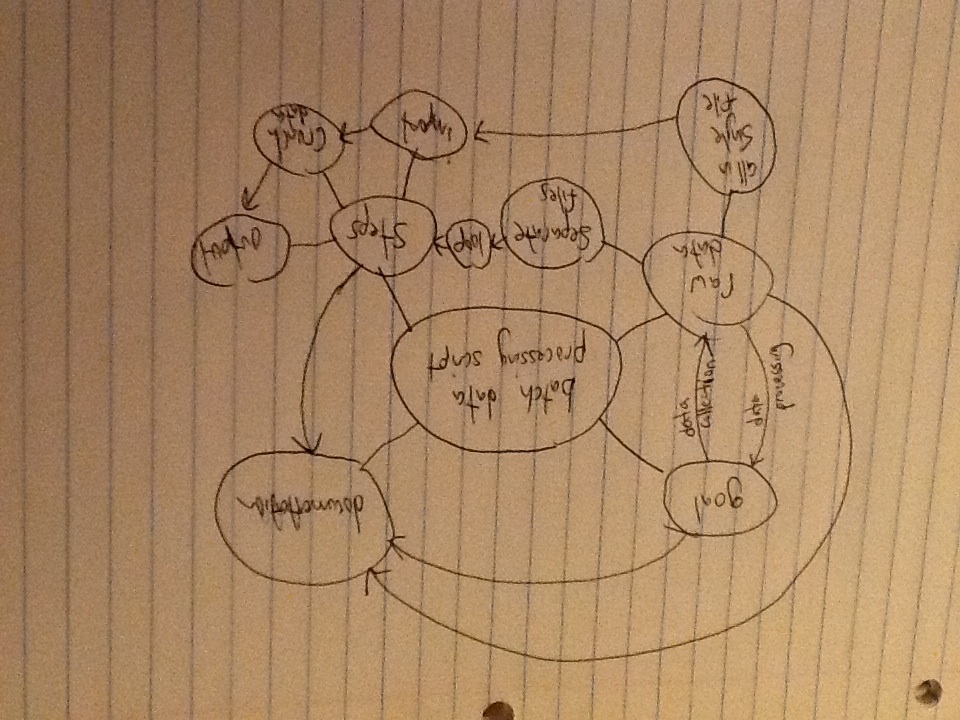 goal
documentation
data
collection
data
processing
batch data
processing script
raw
data
Separate
files
loop
Steps
output
all in
Single
file
input
Crunch
data